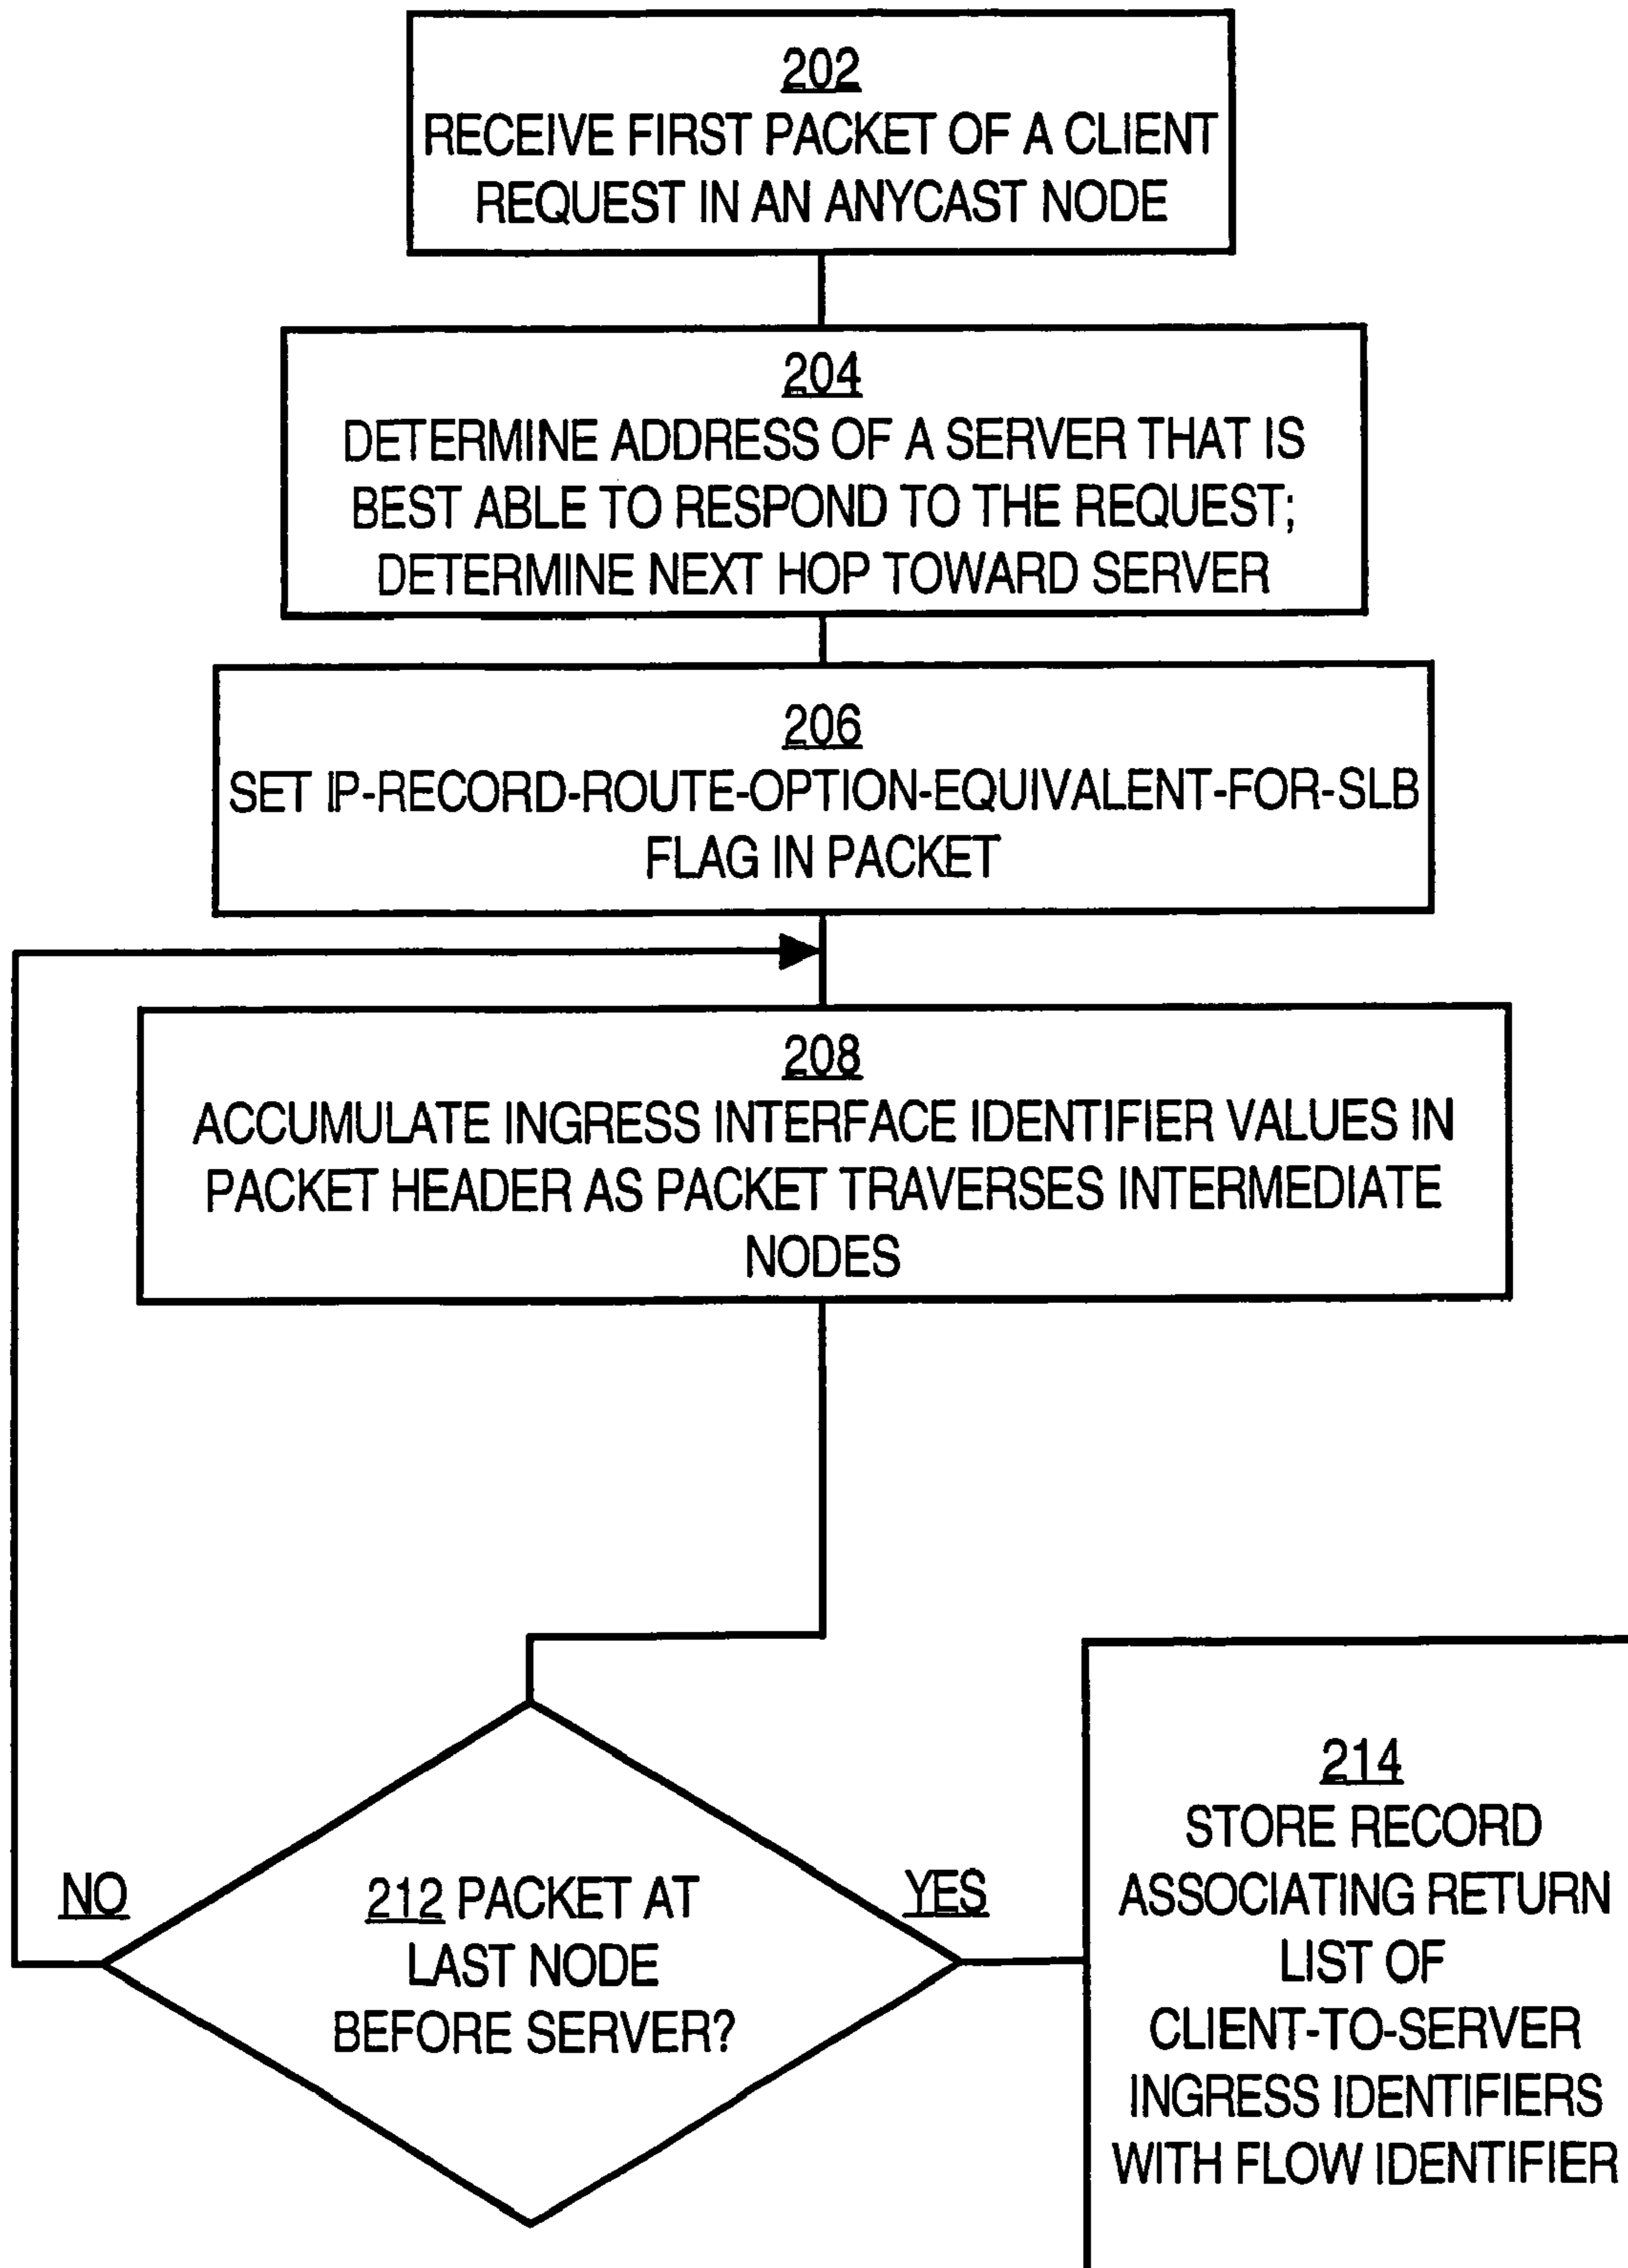 202
RECEIVE FIRST PACKET OF A CLIENT
REQUEST IN AN ANYCAST NODE
204
DETERMINE ADDRESS OF A SERVER THAT IS
BEST ABLE TO RESPOND TO THE REQUEST;
DETERMINE NEXT HOP TOWARD SERVER
206
SET IP-RECORD-ROUTE-OPTION-EQUIVALENT-FOR-SLB
FLAG IN PACKET
208
ACCUMULATE INGRESS INTERFACE IDENTIFIER VALUES IN
PACKET HEADER AS PACKET TRAVERSES INTERMEDIATE
NODES
NO
212 PACKET AT
LAST NODE
BEFORE SERVER?
YES
214
STORE RECORD
ASSOCIATING RETURN
LIST OF
CLIENT-TO-SERVER
INGRESS IDENTIFIERS
WITH FLOW IDENTIFIER